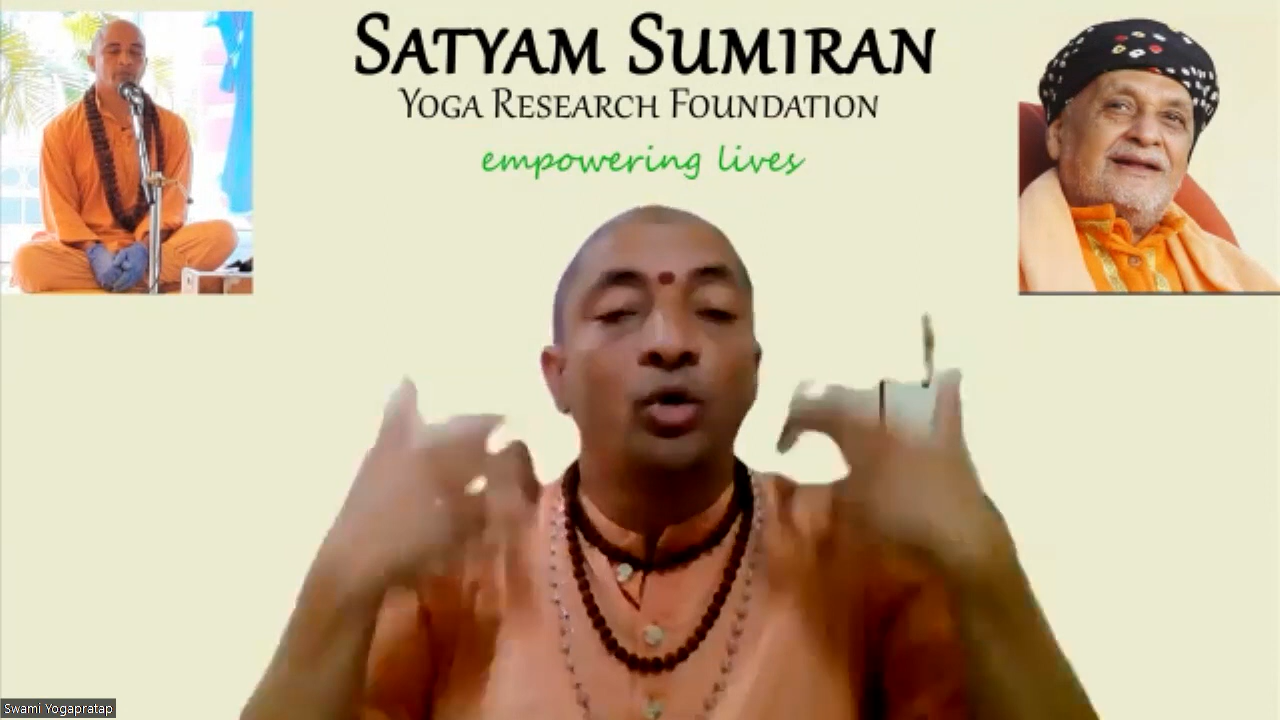 SATYAM SUMIRAN
YOGA RESEARCH FOUNDATION
empowering lives
Swami Yogapratap